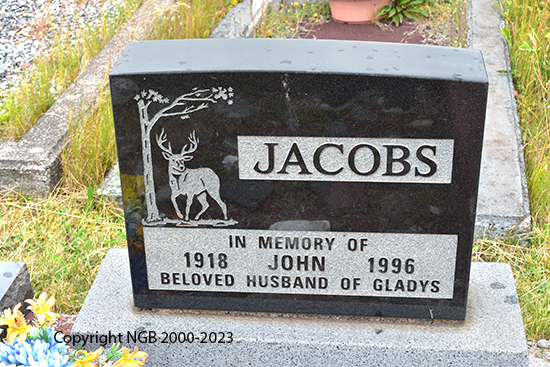 JACOBS
IN MEMORY OF
1918 JOHN 1996
BELOVED HUSBAND OF GLADYS
Copyright NGB 2000-2023